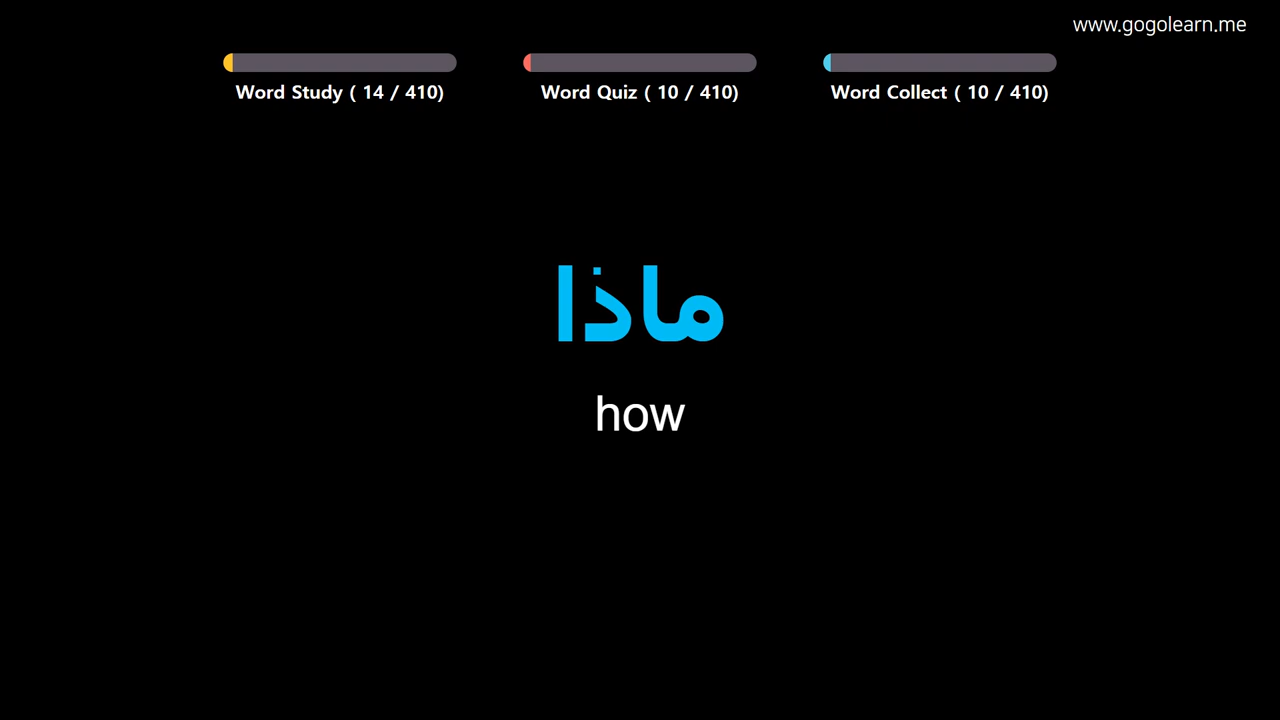 www.gogolearn.me
Word Study ( 14 / 410)
Word Quiz ( 10 / 410)
Word Collect ( 10 / 410)
ماذا
how